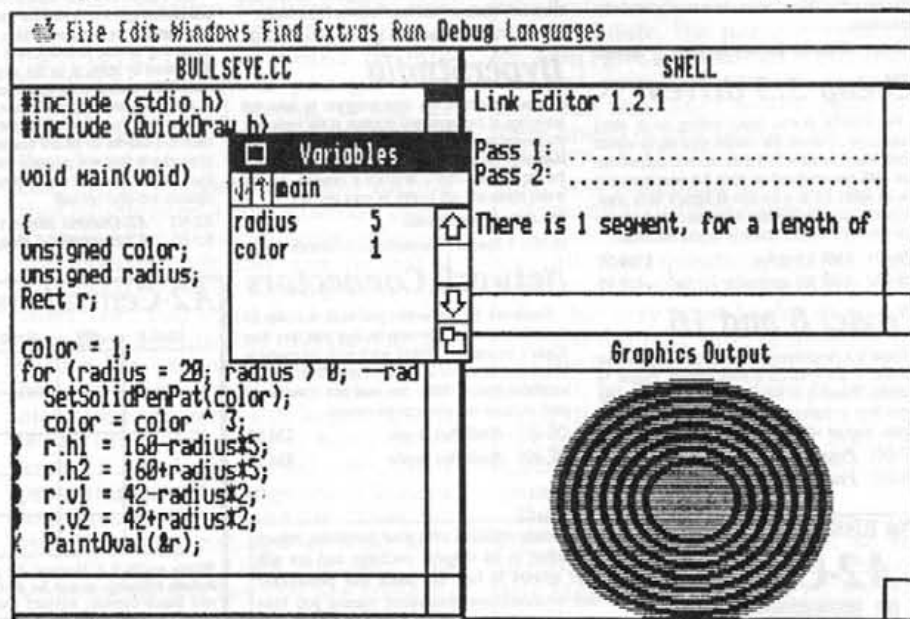 File Edit Windows Find Extras Run Debug Languages
BULLSEYE.CC
#include <stdio.h>
#include <QuickDraw.h>
void main(void)
{
unsigned color;
unsigned radius;
Rect r;
color = 1;
for (radius = 20; radius > 0; --rad
SetSolidPenPat(color);
color = color ^ 3;
r.h1 = 160-radius*5;
r.h2 = 160+radius*5;
r.v1 = 42-radius*2;
r.v2 = 42+radius*2;
PaintOval(&r);
Variables
main
radius 5
color 1
SHELL
Link Editor 1.2.1
Pass 1: ..............................
Pass 2: ..............................
There is 1 segment, for a length of
Graphics Output